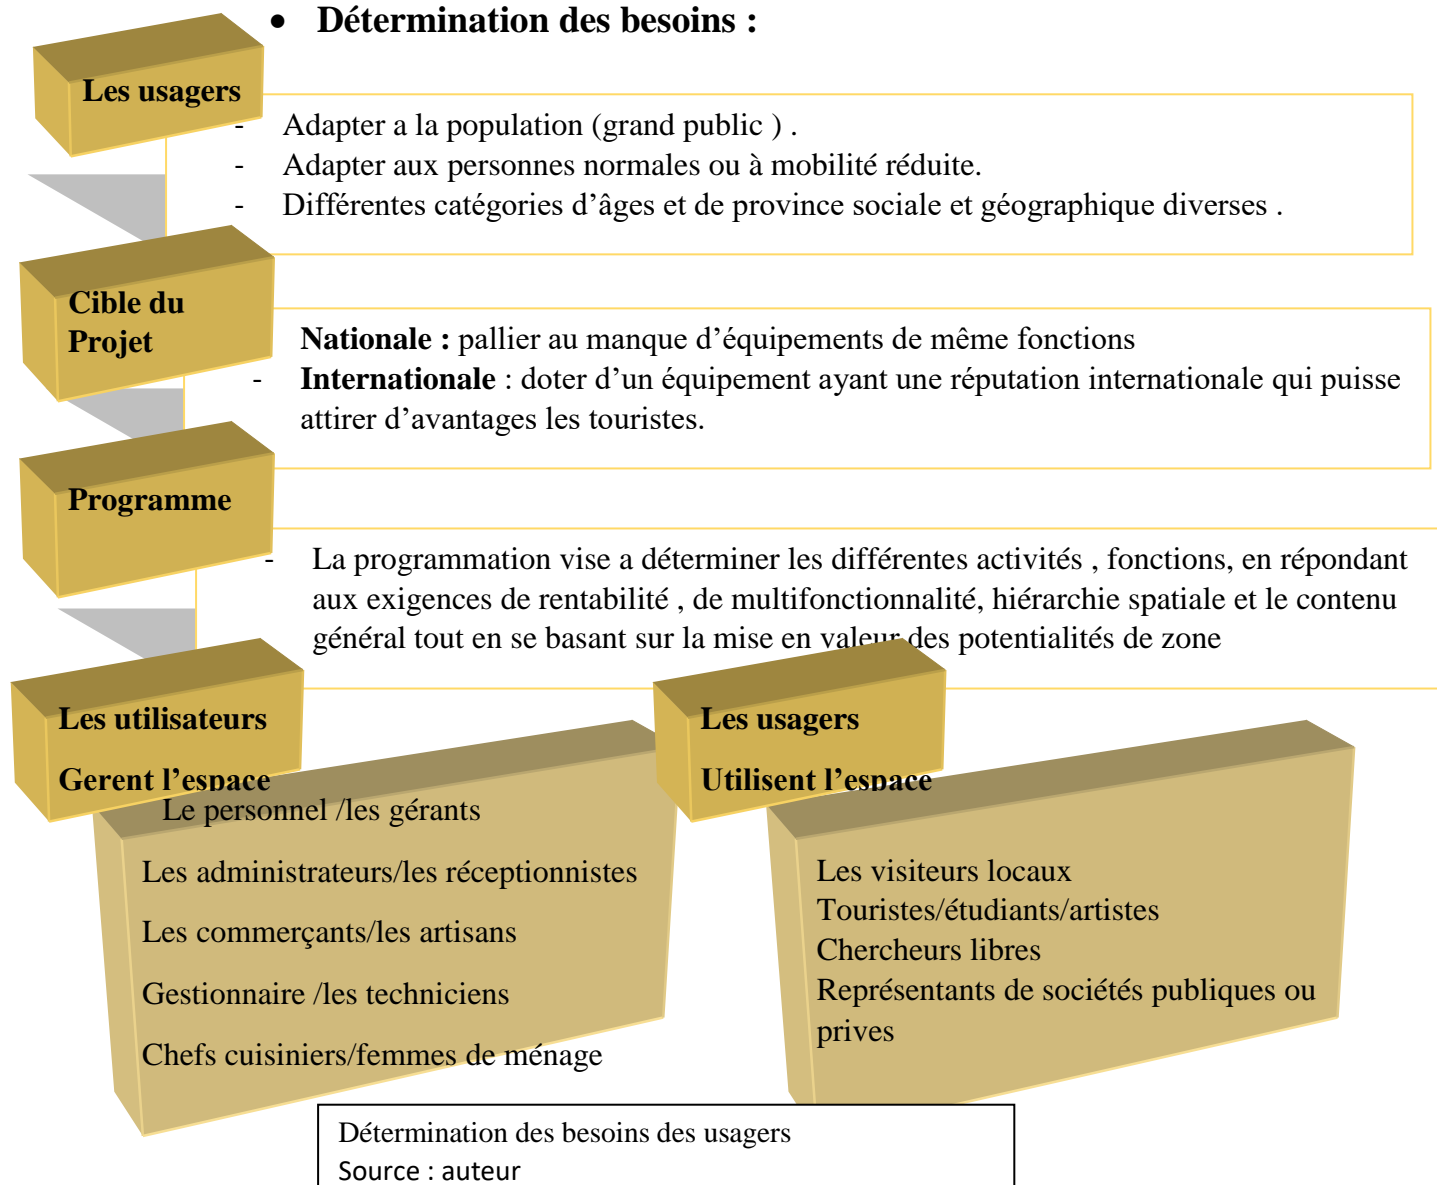 • Détermination des besoins :
Les usagers
- Adapter a la population (grand public ) .
- Adapter aux personnes normales ou à mobilité réduite.
- Différentes catégories d’âges et de province sociale et géographique diverses .
Cible du
Projet
Nationale : pallier au manque d’équipements de même fonctions
- Internationale : doter d’un équipement ayant une réputation internationale qui puisse
attirer d’avantages les touristes.
Programme
- La programmation vise a déterminer les différentes activités , fonctions, en répondant
aux exigences de rentabilité , de multifonctionnalité, hiérarchie spatiale et le contenu
général tout en se basant sur la mise en valeur des potentialités de zone
Les utilisateurs
Gerent l’espace
Le personnel /les gérants
Les administrateurs/les réceptionnistes
Les commerçants/les artisans
Gestionnaire /les techniciens
Chefs cuisiniers/femmes de ménage
Les usagers
Utilisent l’espace
Les visiteurs locaux
Touristes/étudiants/artistes
Chercheurs libres
Représentants de sociétés publiques ou
prives
Détermination des besoins des usagers
Source : auteur